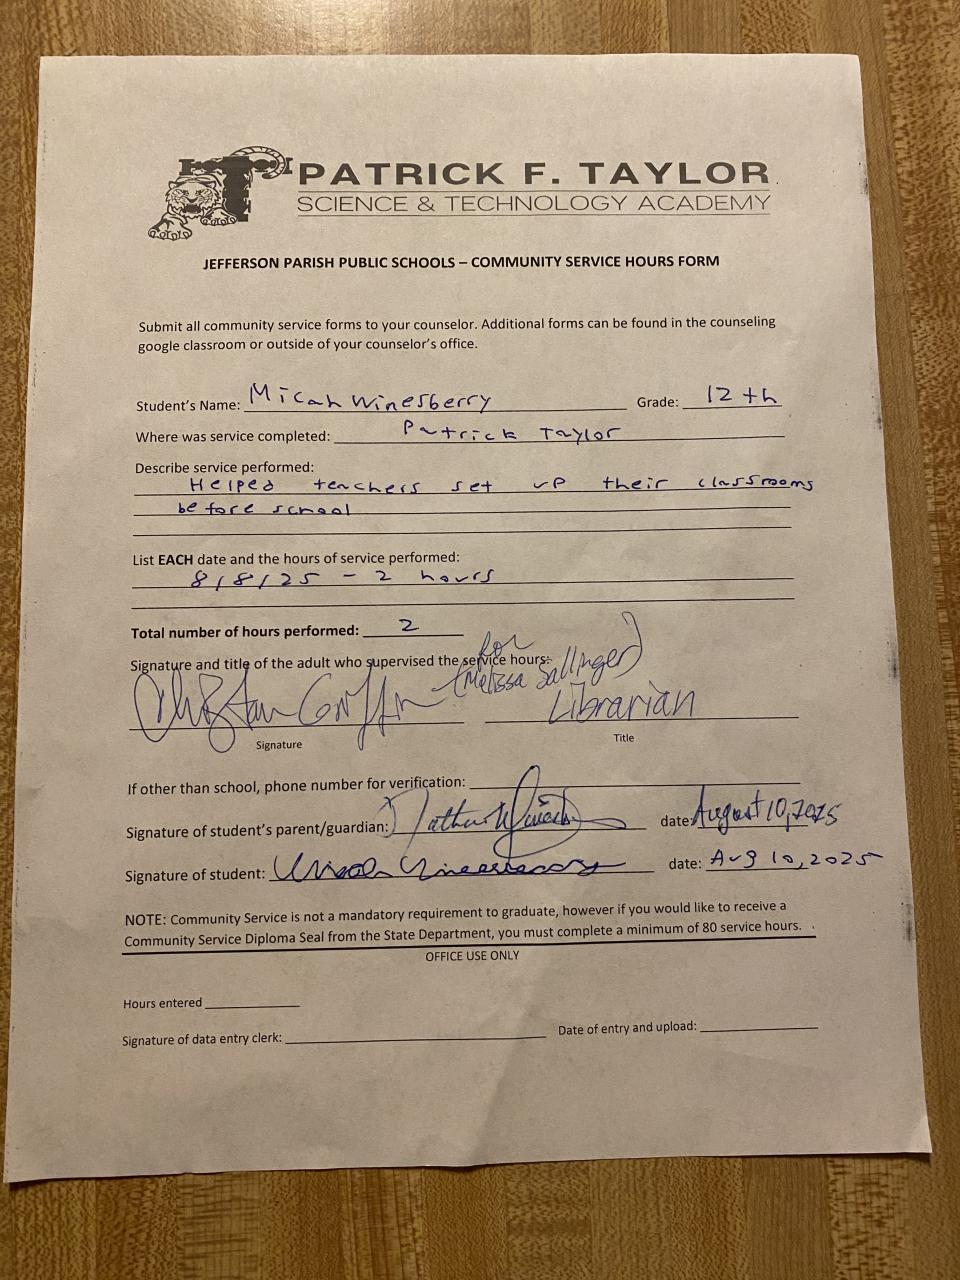 PATRICK F. TAYLOR
SCIENCE & TECHNOLOGY ACADEMY
JEFFERSON PARISH PUBLIC SCHOOLS – COMMUNITY SERVICE HOURS FORM
Submit all community service forms to your counselor. Additional forms can be found in the counseling
google classroom or outside of your counselor's office.
Student's Name: Micah Winesberry Grade: 12th
Where was service completed: Patrick Taylor
Describe service performed:
Helped teachers set up their classrooms
before school
List EACH date and the hours of service performed:
8/8/25 - 2 hours
Total number of hours performed: 2
Signature and title of the adult who supervised the service hours:
for
(Melissa Sallinger)
Griffin Librarian
Signature Title
If other than school, phone number for verification:
Signature of student's parent/guardian: date: August 10, 2025
Signature of student: Micah Winesberry date: Aug 10, 2025
NOTE: Community Service is not a mandatory requirement to graduate, however if you would like to receive a
Community Service Diploma Seal from the State Department, you must complete a minimum of 80 service hours.
OFFICE USE ONLY
Hours entered
Signature of data entry clerk: Date of entry and upload: